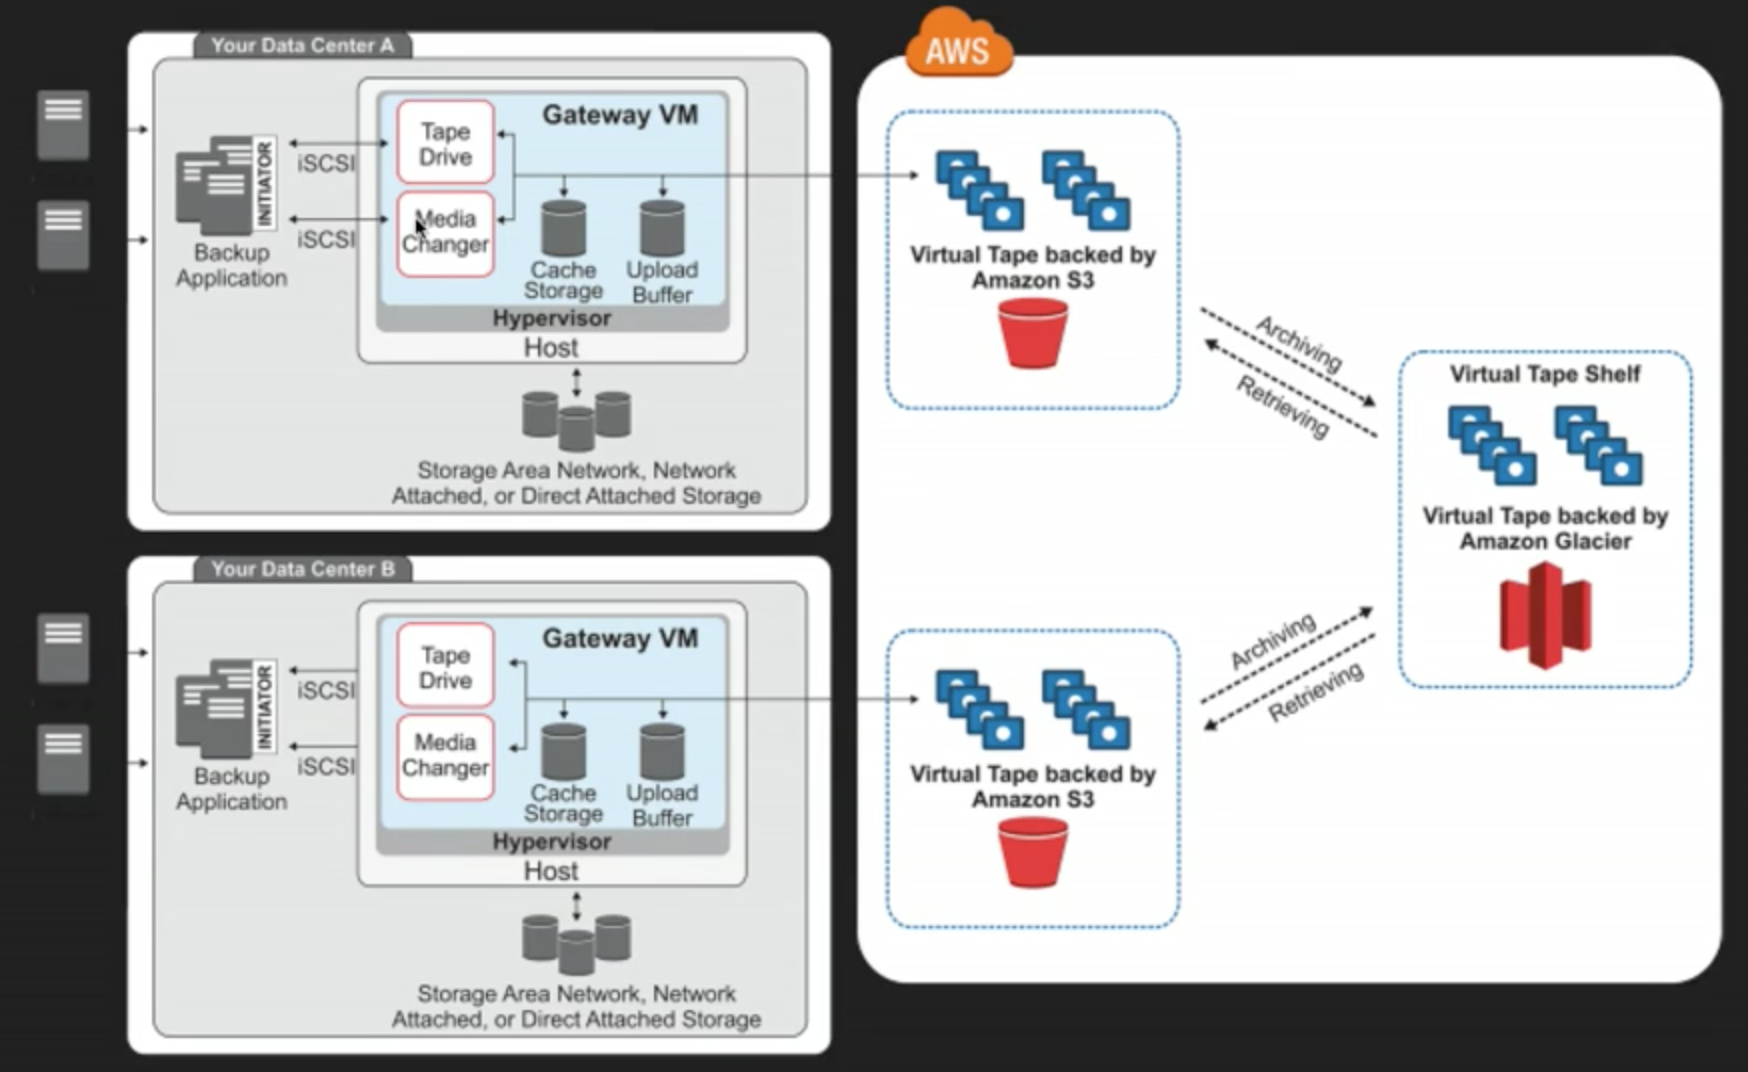 AWS
Your Data Center A
Gateway VM
Tape
Drive
iSCSI
INITIATOR
Media
Changer
iSCSI
Backup
Application
Cache
Storage
Upload
Buffer
Hypervisor
Host
Storage Area Network, Network
Attached, or Direct Attached Storage
Virtual Tape backed by
Amazon S3
Archiving
Retrieving
Virtual Tape Shelf
Virtual Tape backed by
Amazon Glacier
Your Data Center B
Gateway VM
Tape
Drive
iSCSI
INITIATOR
Media
Changer
iSCSI
Backup
Application
Cache
Storage
Upload
Buffer
Hypervisor
Host
Storage Area Network, Network
Attached, or Direct Attached Storage
Archiving
Retrieving
Virtual Tape backed by
Amazon S3